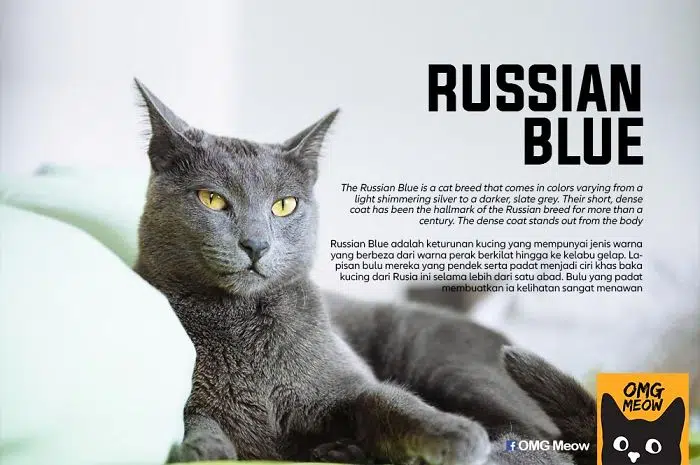 RUSSIAN
BLUE
The Russian Blue is a cat breed that comes in colors varying from a
light shimmering silver to a darker, slate grey. Their short, dense
coat has been the hallmark of the Russian breed for more than a
century. The dense coat stands out from the body
Russian Blue adalah keturunan kucing yang mempunyai jenis warna
yang berbeza dari warna perak berkilat hingga ke kelabu gelap. La-
pisan bulu mereka yang pendek serta padat menjadi ciri khas baka
kucing dari Rusia ini selama lebih dari satu abad. Bulu yang padat
membuatkan ia kelihatan sangat menawan
OMG
MEOW
f OMG Meow